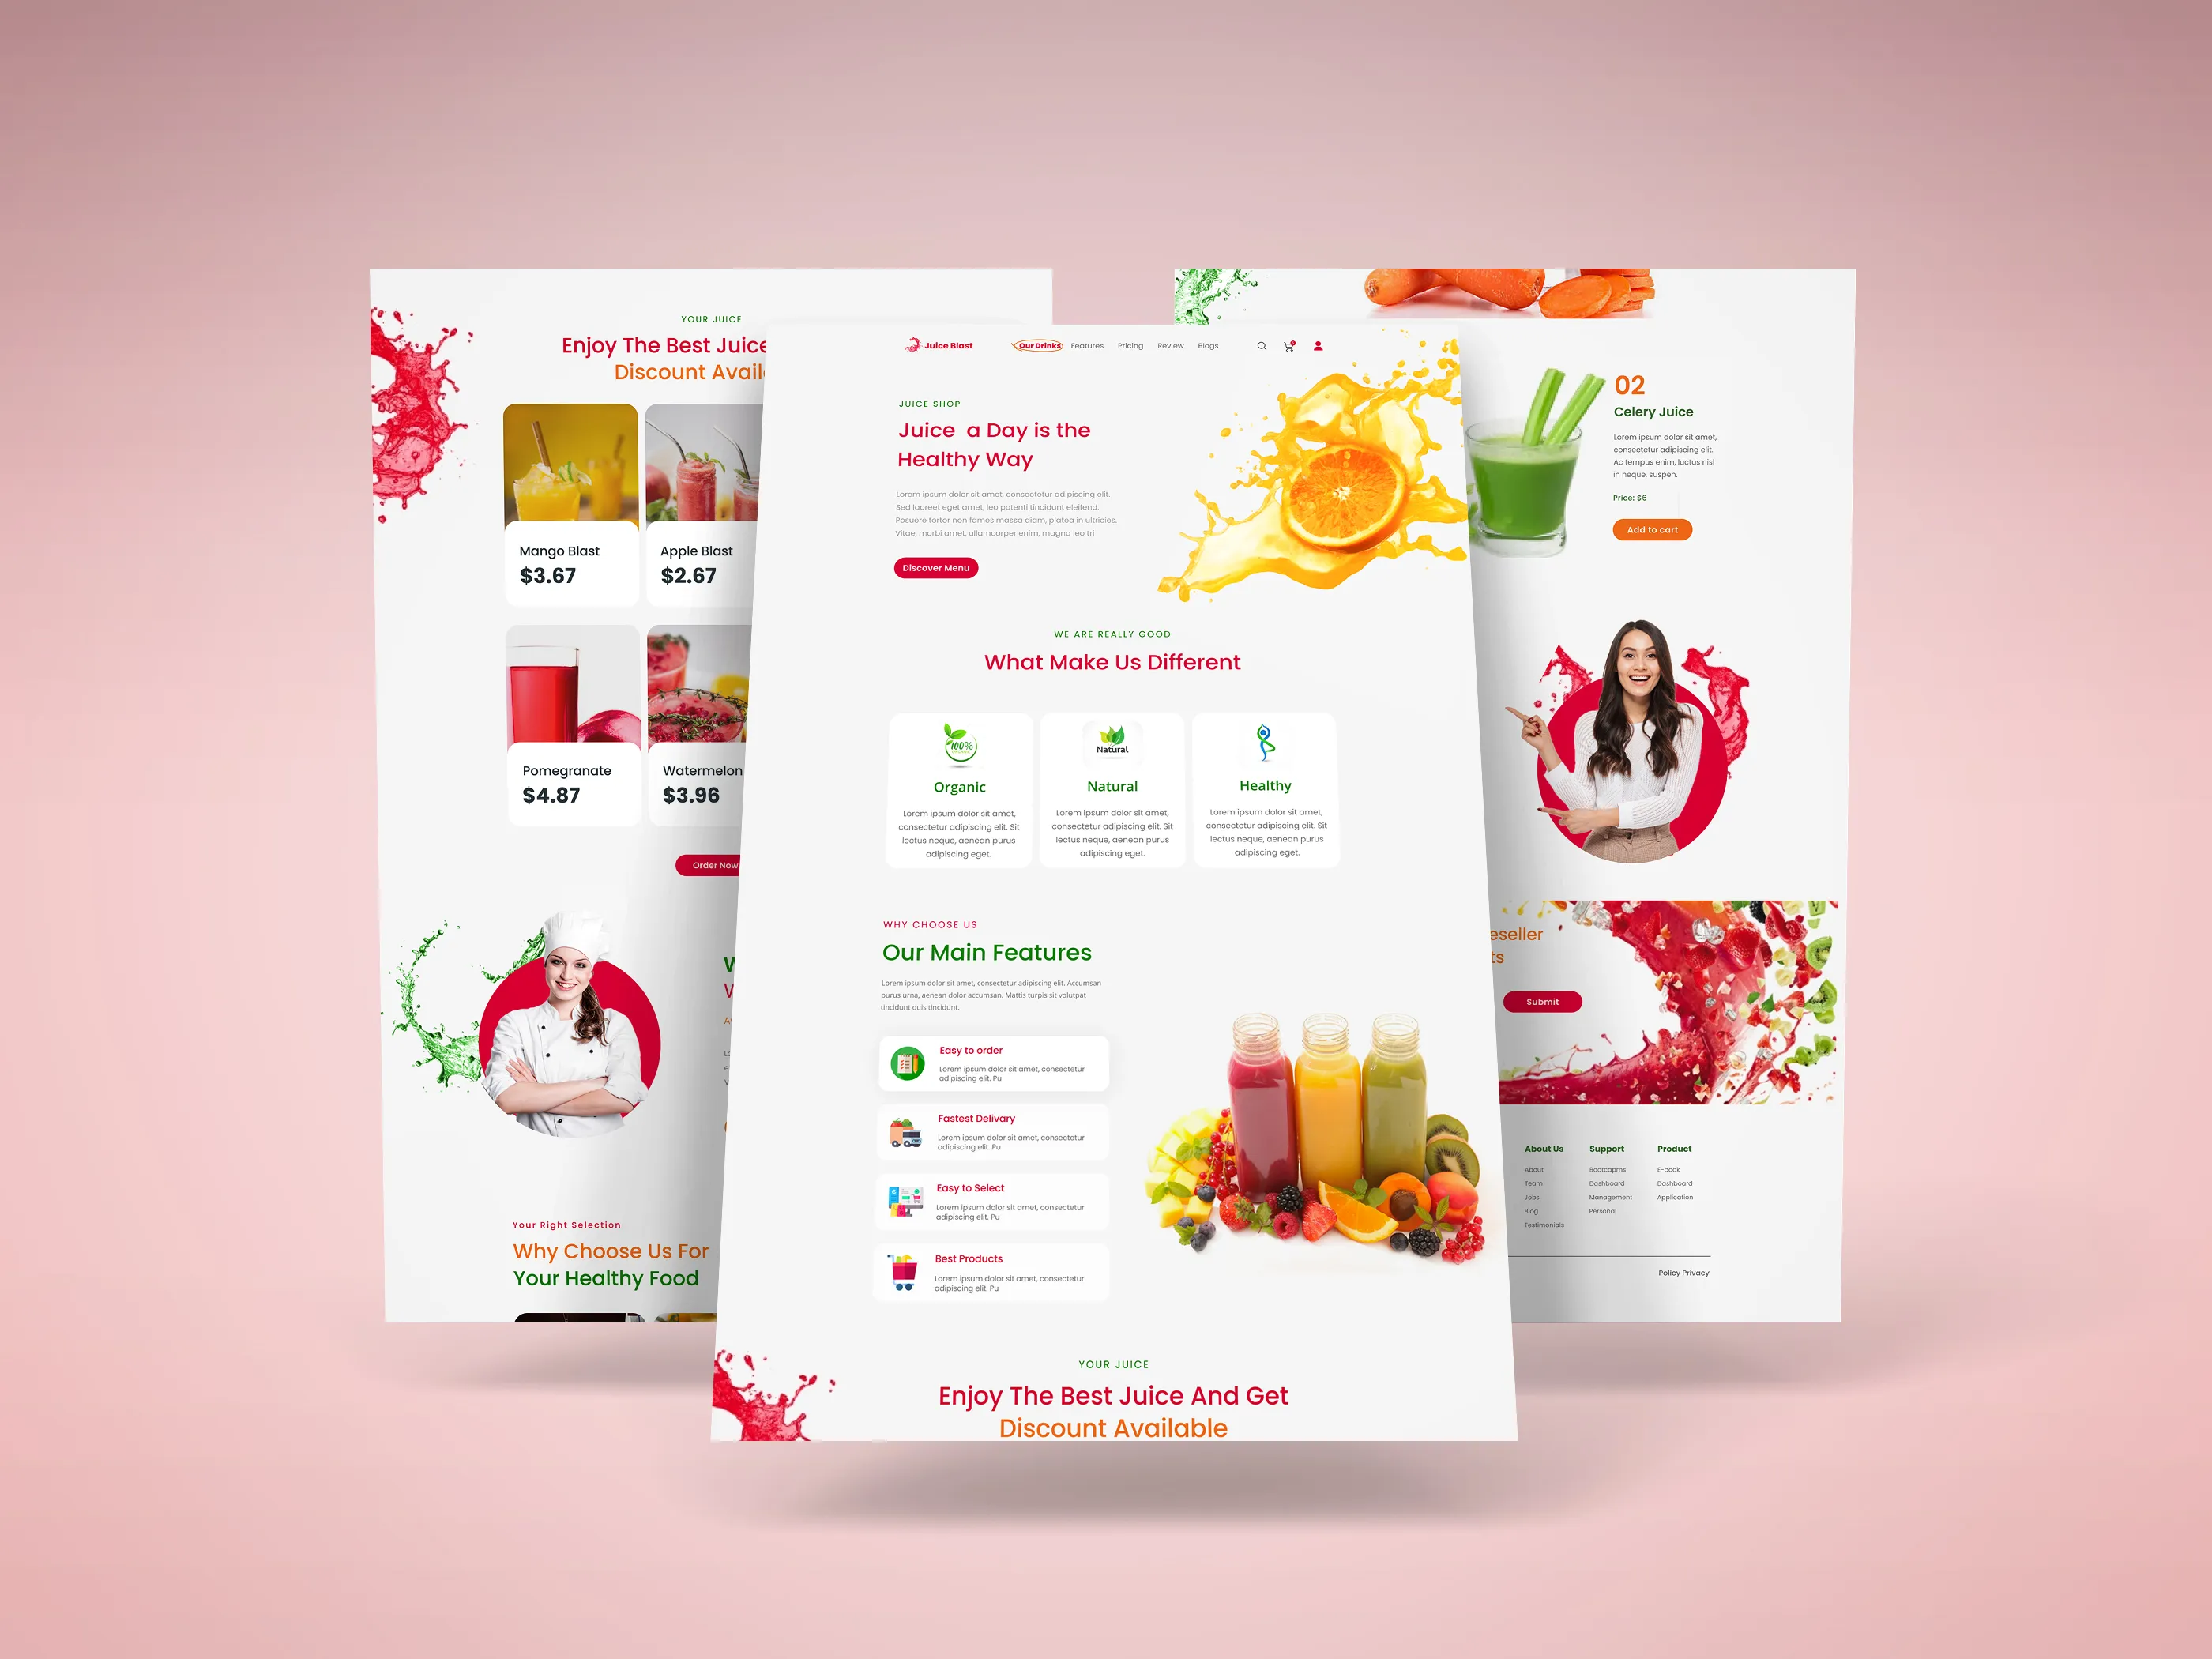 YOUR JUICE
Enjoy The Best Juice
Discount Avail
Mango Blast
$3.67
Apple Blast
$2.67
Pomegranate
$4.87
Watermelon
$3.96
Order Now
Your Right Selection
Why Choose Us For
Your Healthy Food
Juice Blast
Our Drinks
Features
Pricing
Review
Blogs
JUICE SHOP
Juice a Day is the
Healthy Way
Lorem ipsum dolor sit amet, consectetur adipiscing elit.
Sed laoreet eget amet, leo potenti tincidunt eleifend.
Posuere tortor non fames massa diam, platea in ultricies.
Vitae, morbi amet, ullamcorper enim, magna leo tri
Discover Menu
WE ARE REALLY GOOD
What Make Us Different
100%
Organic
Lorem ipsum dolor sit amet,
consectetur adipiscing elit. Sit
lectus neque, aenean purus
adipiscing eget.
Natural
Natural
Lorem ipsum dolor sit amet,
consectetur adipiscing elit. Sit
lectus neque, aenean purus
adipiscing eget.
Healthy
Lorem ipsum dolor sit amet,
consectetur adipiscing elit. Sit
lectus neque, aenean purus
adipiscing eget.
WHY CHOOSE US
Our Main Features
Lorem ipsum dolor sit amet, consectetur adipiscing elit. Accumsan
purus urna, aenean dolor accumsan. Mattis turpis sit volutpat
tincidunt duis tincidunt.
Easy to order
Lorem ipsum dolor sit amet, consectetur
adipiscing elit. Pu
Fastest Delivary
Lorem ipsum dolor sit amet, consectetur
adipiscing elit. Pu
Easy to Select
Lorem ipsum dolor sit amet, consectetur
adipiscing elit. Pu
Best Products
Lorem ipsum dolor sit amet, consectetur
adipiscing elit. Pu
YOUR JUICE
Enjoy The Best Juice And Get
Discount Available
02
Celery Juice
Lorem ipsum dolor sit amet,
consectetur adipiscing elit.
Ac tempus enim, luctus nisl
in neque, suspen.
Price: $6
Add to cart
eseller
ts
Submit
About Us
About
Team
Jobs
Blog
Testimonials
Support
Bootcapms
Dashboard
Management
Personal
Product
E-book
Dashboard
Application
Policy Privacy